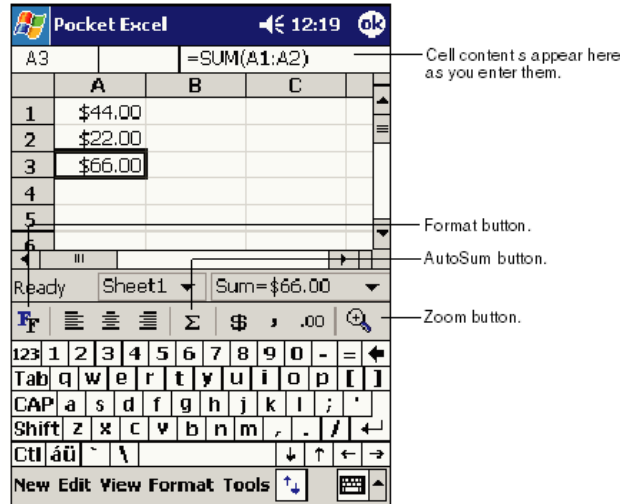 Pocket Excel 12:19 ok
A3 =SUM(A1:A2)
Cell content s appear here
as you enter them.
A B C
1 $44.00
2 $22.00
3 $66.00
4
5
6
Format button.
AutoSum button.
Ready Sheet1 Sum=$66.00
FF Σ $ , .00
Zoom button.
123 1 2 3 4 5 6 7 8 9 0 - =
Tab q w e r t y u i o p [ ]
CAP a s d f g h j k l ; '
Shift z x c v b n m , . /
Ctl áü ` \
New Edit View Format Tools